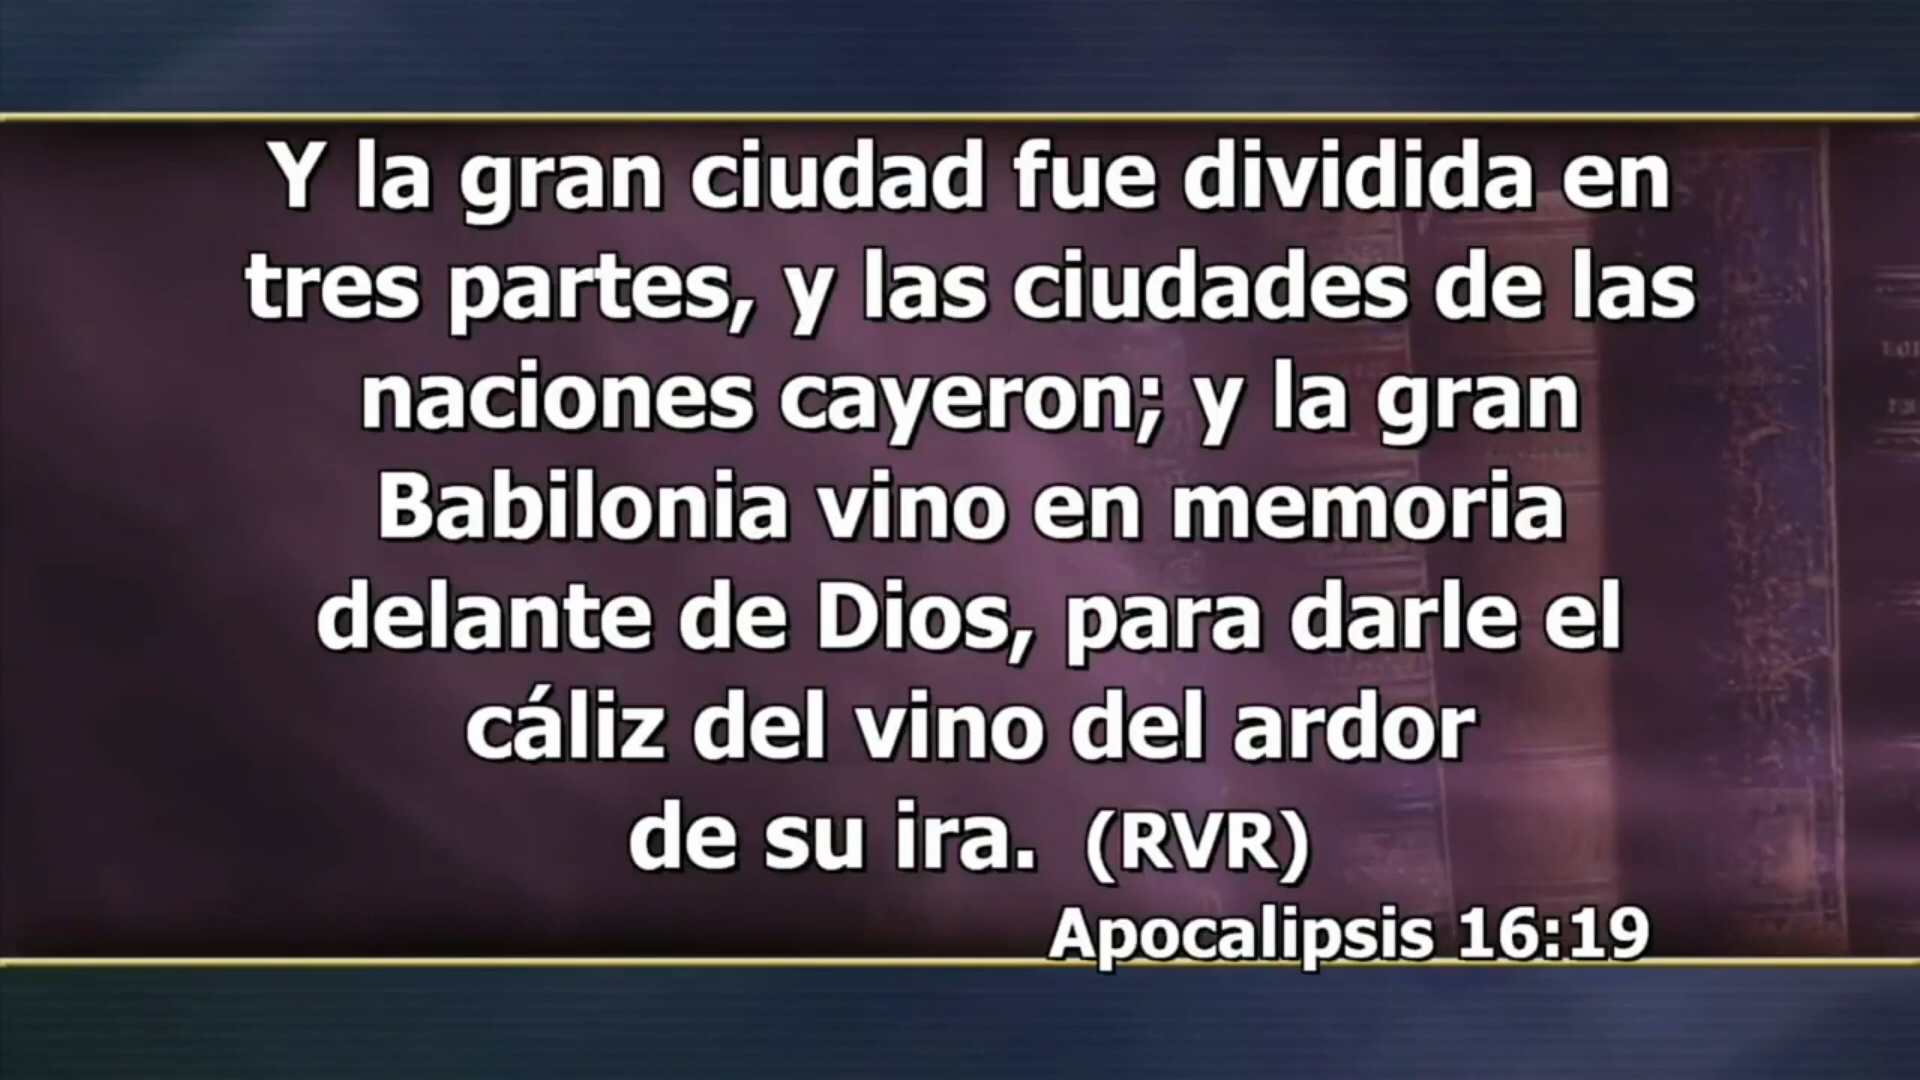 Y la gran ciudad fue dividida en
tres partes, y las ciudades de las
naciones cayeron; y la gran
Babilonia vino en memoria
delante de Dios, para darle el
cáliz del vino del ardor
de su ira. (RVR)
Apocalipsis 16:19